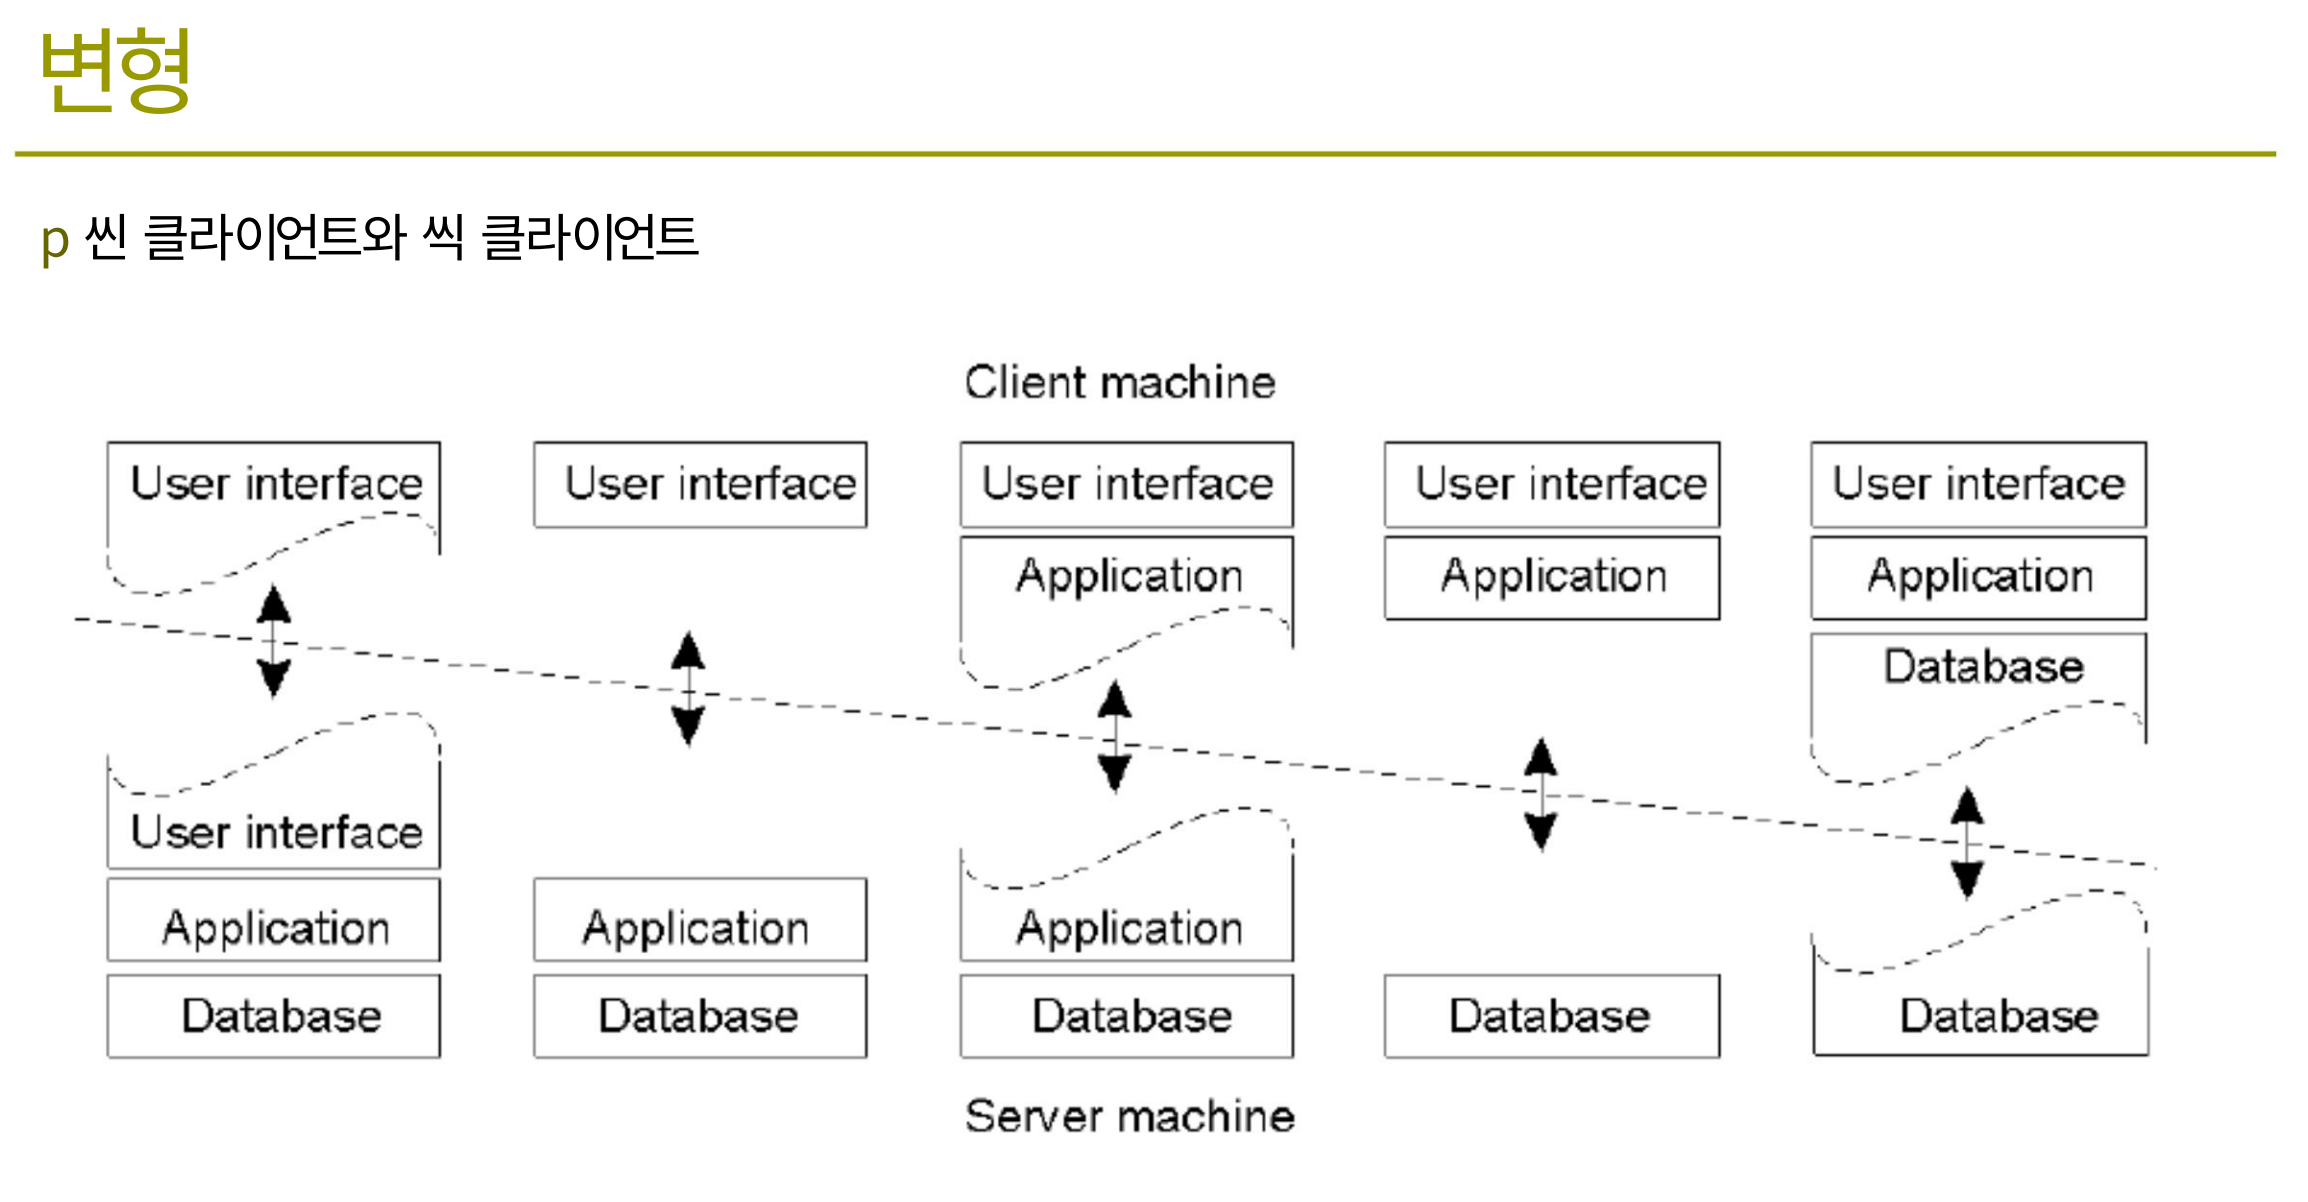 변형
p 씬 클라이언트와 씩 클라이언트
Client machine
User interface User interface User interface User interface User interface
Application Application Application
Database
User interface
Application Application Application
Database Database Database Database Database
Server machine